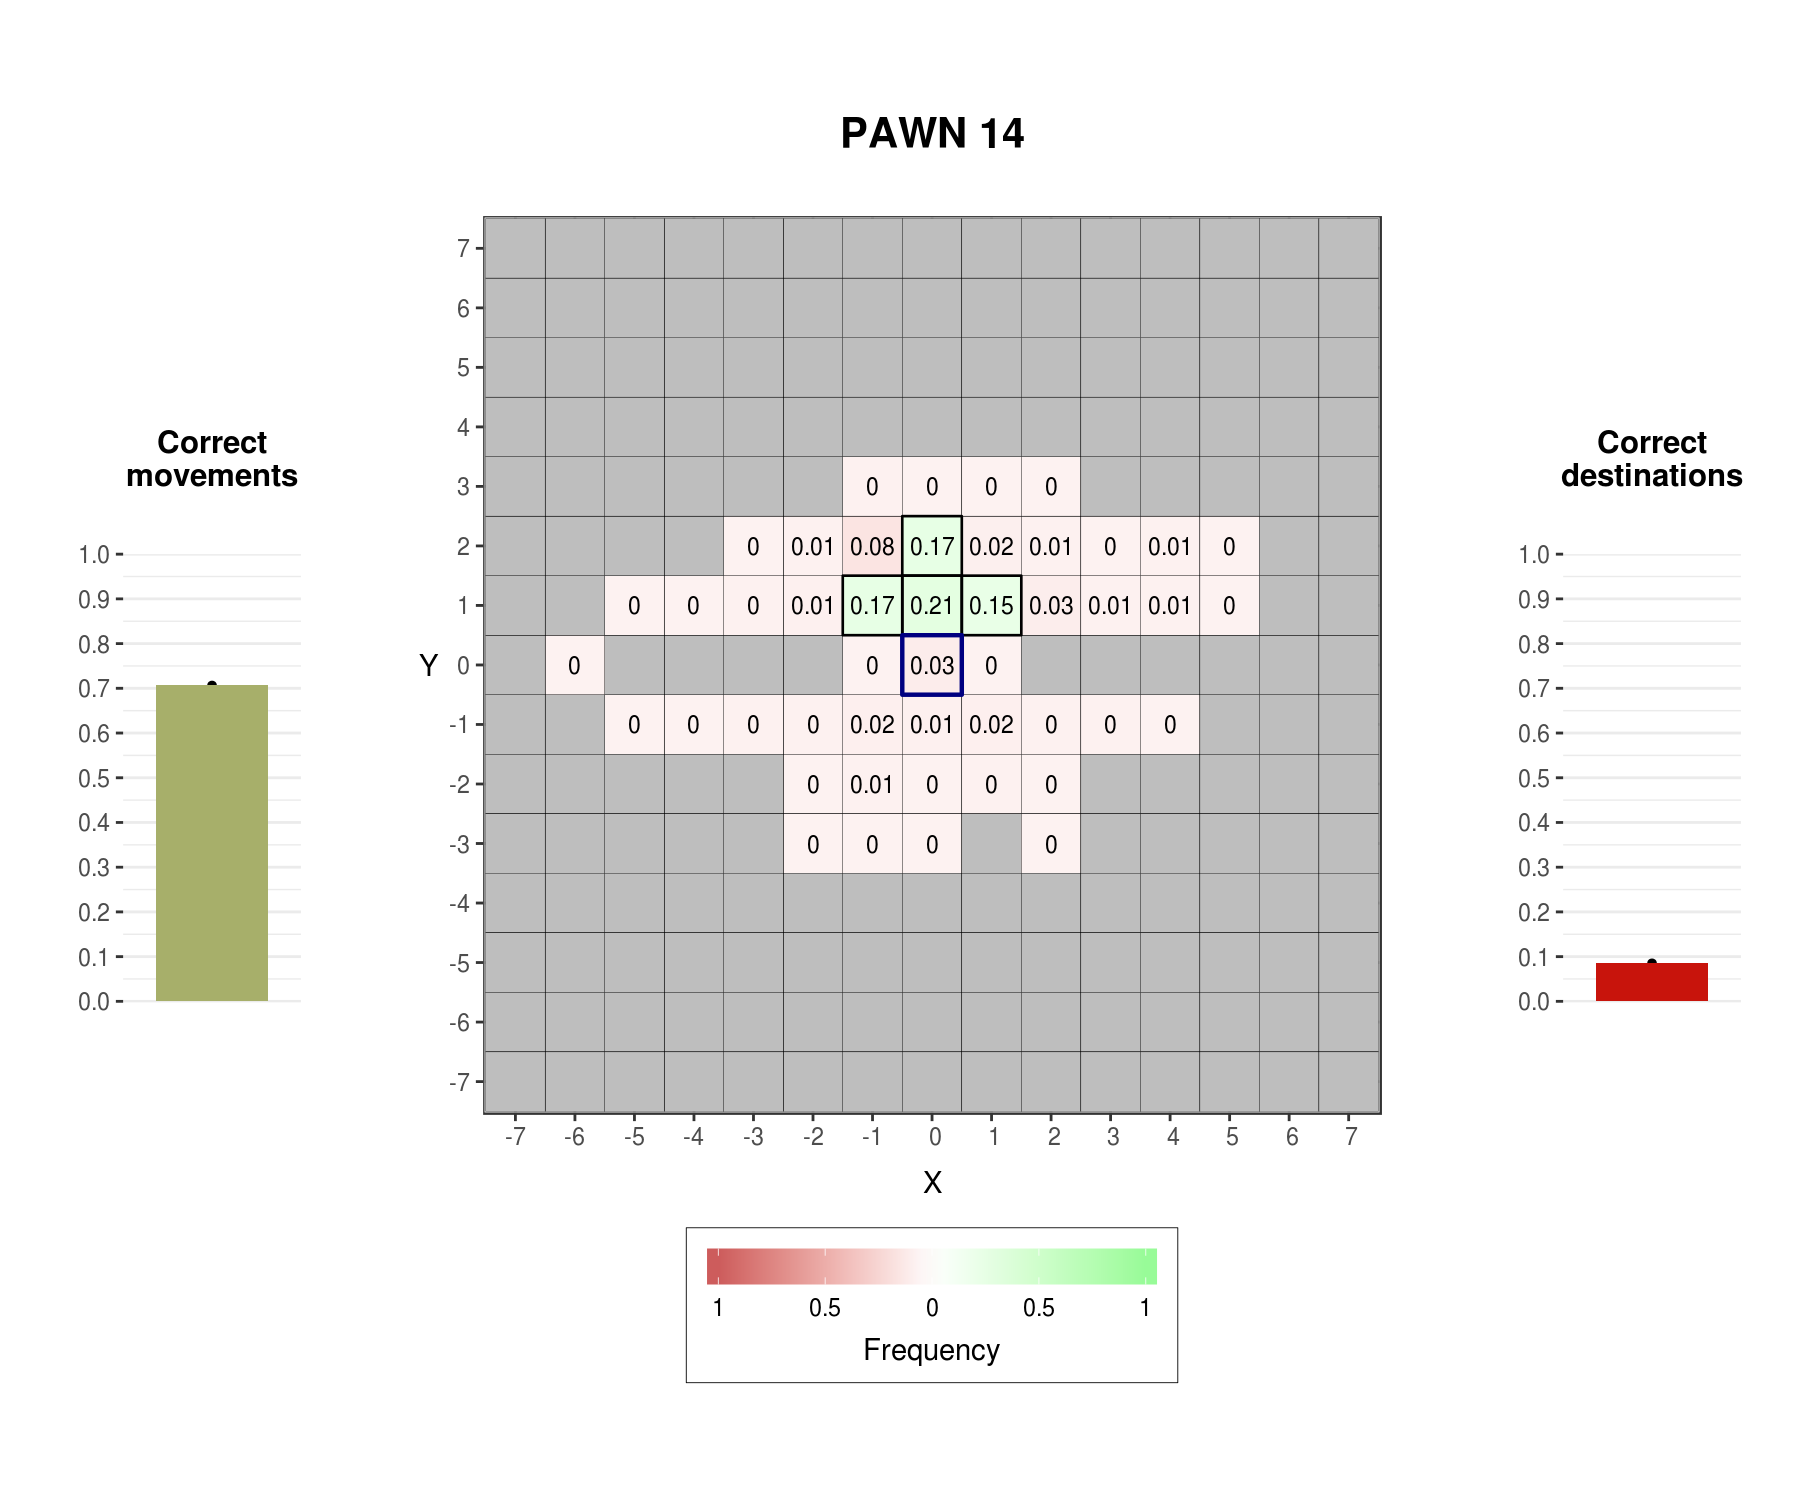 PAWN 14
Correct
movements
1.0
0.9
0.8
0.7
0.6
0.5
0.4
0.3
0.2
0.1
0.0
Y
7
6
5
4
3 0 0 0 0
2 0 0.01 0.08 0.17 0.02 0.01 0 0.01 0
1 0 0 0 0.01 0.17 0.21 0.15 0.03 0.01 0.01 0
0 0 0 0.03 0
-1 0 0 0 0 0.02 0.01 0.02 0 0 0
-2 0 0.01 0 0 0
-3 0 0 0 0
-4
-5
-6
-7
-7 -6 -5 -4 -3 -2 -1 0 1 2 3 4 5 6 7
X
1 0.5 0 0.5 1
Frequency
Correct
destinations
1.0
0.9
0.8
0.7
0.6
0.5
0.4
0.3
0.2
0.1
0.0